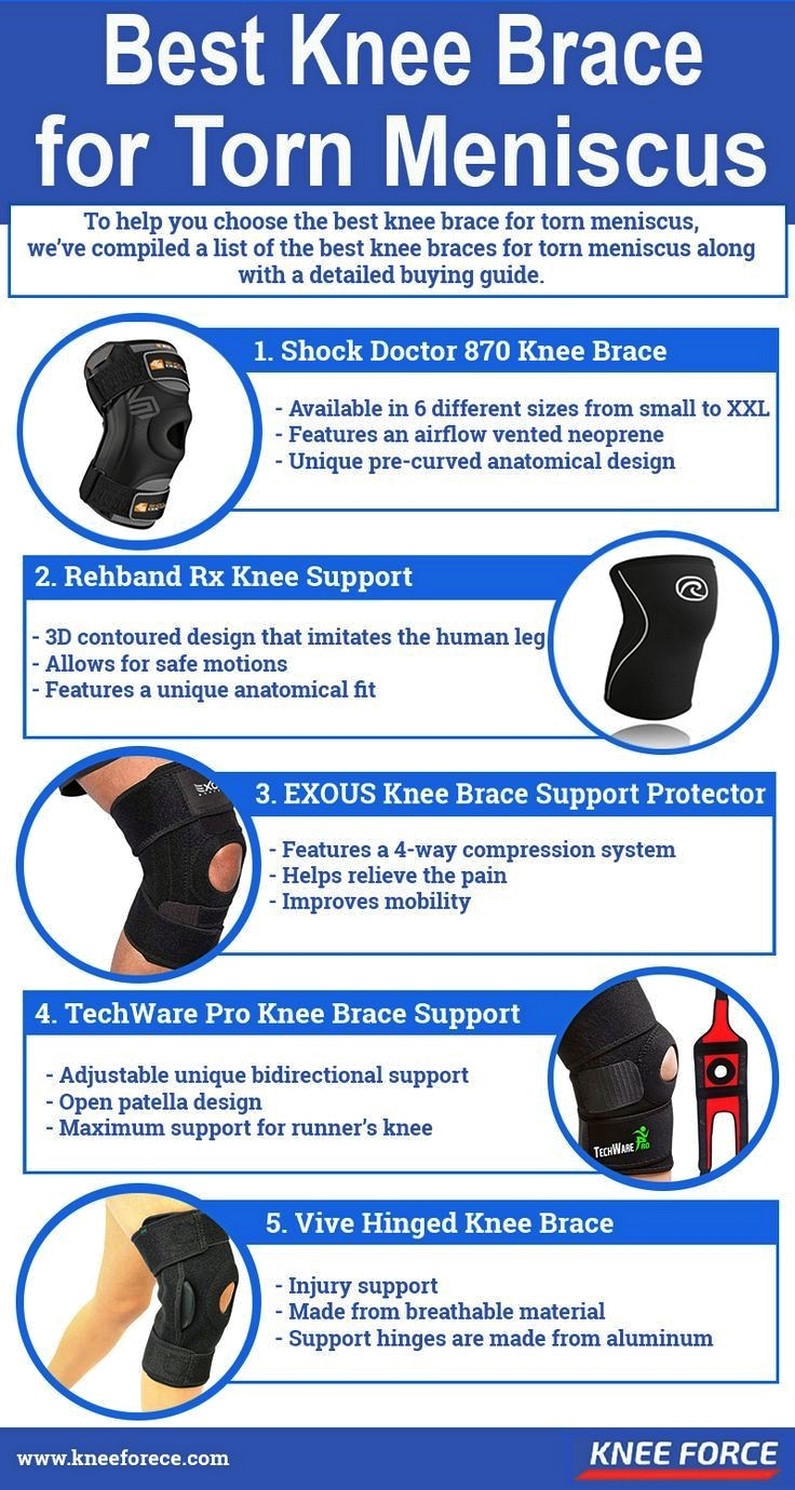 Best Knee Brace
for Torn Meniscus
To help you choose the best knee brace for torn meniscus,
we've compiled a list of the best knee braces for torn meniscus along
with a detailed buying guide.
1. Shock Doctor 870 Knee Brace
- Available in 6 different sizes from small to XXL
- Features an airflow vented neoprene
- Unique pre-curved anatomical design
2. Rehband Rx Knee Support
- 3D contoured design that imitates the human leg
- Allows for safe motions
- Features a unique anatomical fit
3. EXOUS Knee Brace Support Protector
- Features a 4-way compression system
- Helps relieve the pain
- Improves mobility
4. TechWare Pro Knee Brace Support
- Adjustable unique bidirectional support
- Open patella design
- Maximum support for runner's knee
TECHWARE PRO
5. Vive Hinged Knee Brace
- Injury support
- Made from breathable material
- Support hinges are made from aluminum
www.kneeforece.com
KNEE FORCE